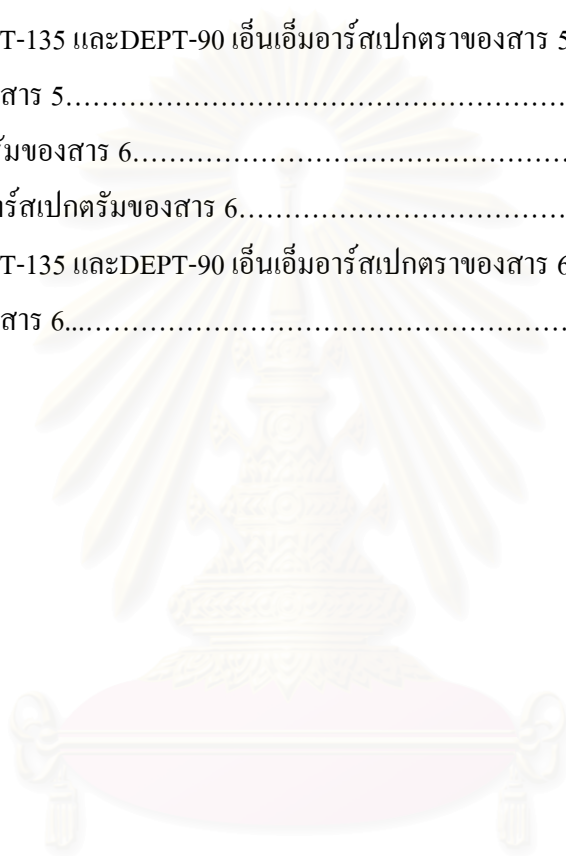 T-135 และDEPT-90 เอ็นเอ็มอาร์สเปกตราของสาร 5
สาร 5……………………………………………………
รัมของสาร 6……………………………………………
าร์สเปกตรัมของสาร 6…………………………………
T-135 และDEPT-90 เอ็นเอ็มอาร์สเปกตราของสาร 6
สาร 6...…………………………………………………